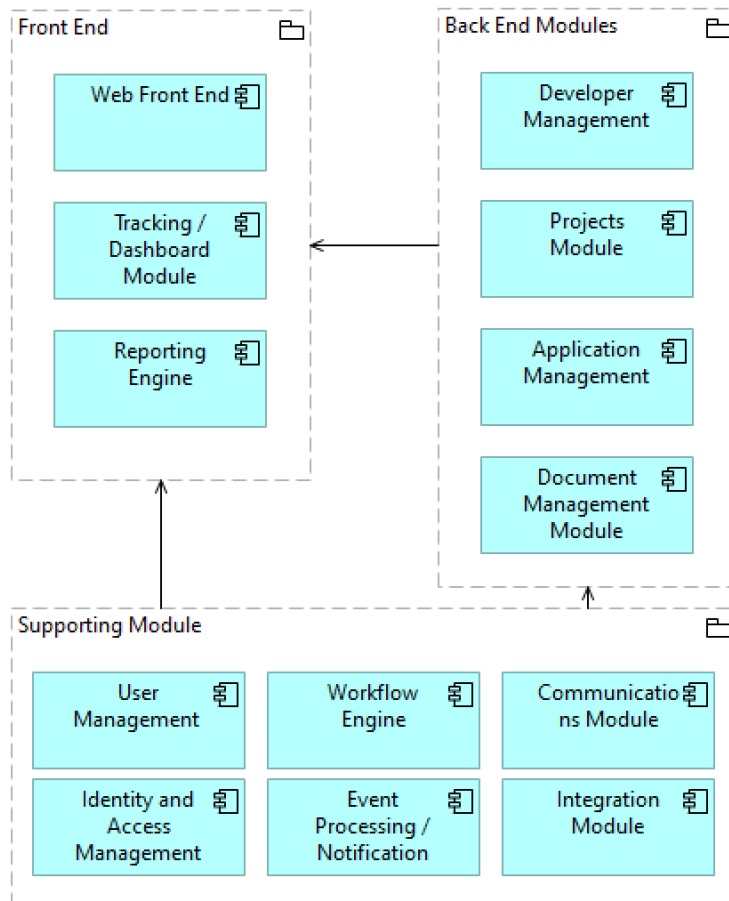 Front End
Web Front End
Tracking /
Dashboard
Module
Reporting
Engine
Back End Modules
Developer
Management
Projects
Module
Application
Management
Document
Management
Module
Supporting Module
User
Management
Workflow
Engine
Communicatio
ns Module
Identity and
Access
Management
Event
Processing /
Notification
Integration
Module